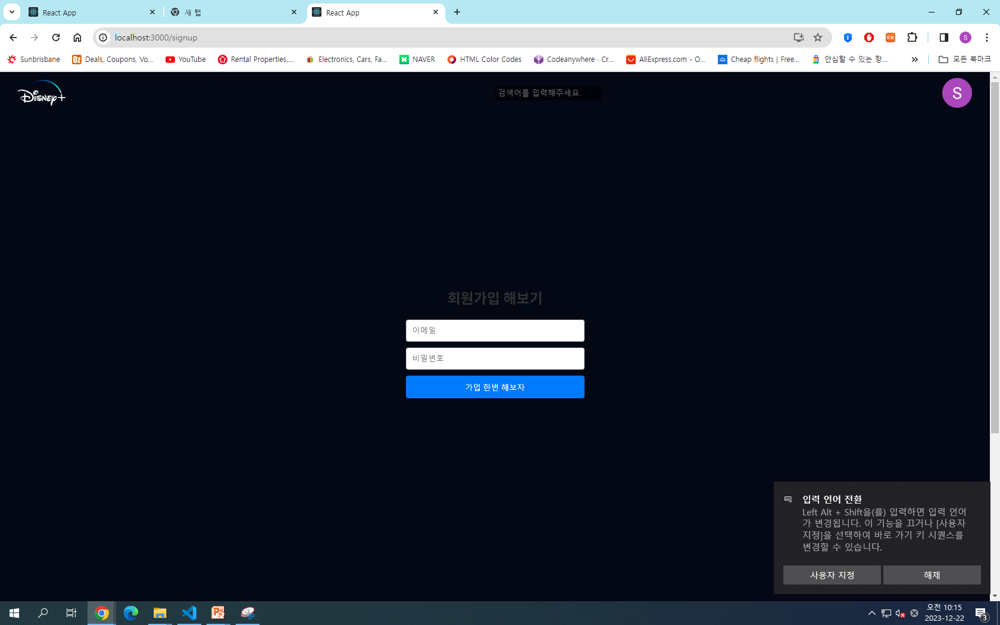 React App
새 탭
React App
localhost:3000/signup
S
Sunbrisbane
Deals, Coupons, Vo...
YouTube
Rental Properties,...
Electronics, Cars, Fa...
NAVER
HTML Color Codes
Codeanywhere · Cr...
AliExpress.com - O...
Cheap flights | Free...
안심할 수 있는 항...
모든 북마크
Disney+
검색어를 입력해주세요.
S
회원가입 해보기
이메일
비밀번호
가입 한번 해보자
입력 언어 전환
Left Alt + Shift을(를) 입력하면 입력 언어
가 변경됩니다. 이 기능을 끄거나 [사용자
지정]을 선택하여 바로 가기 키 시퀀스를
변경할 수 있습니다.
사용자 지정
해제
오전 10:15
2023-12-22
3